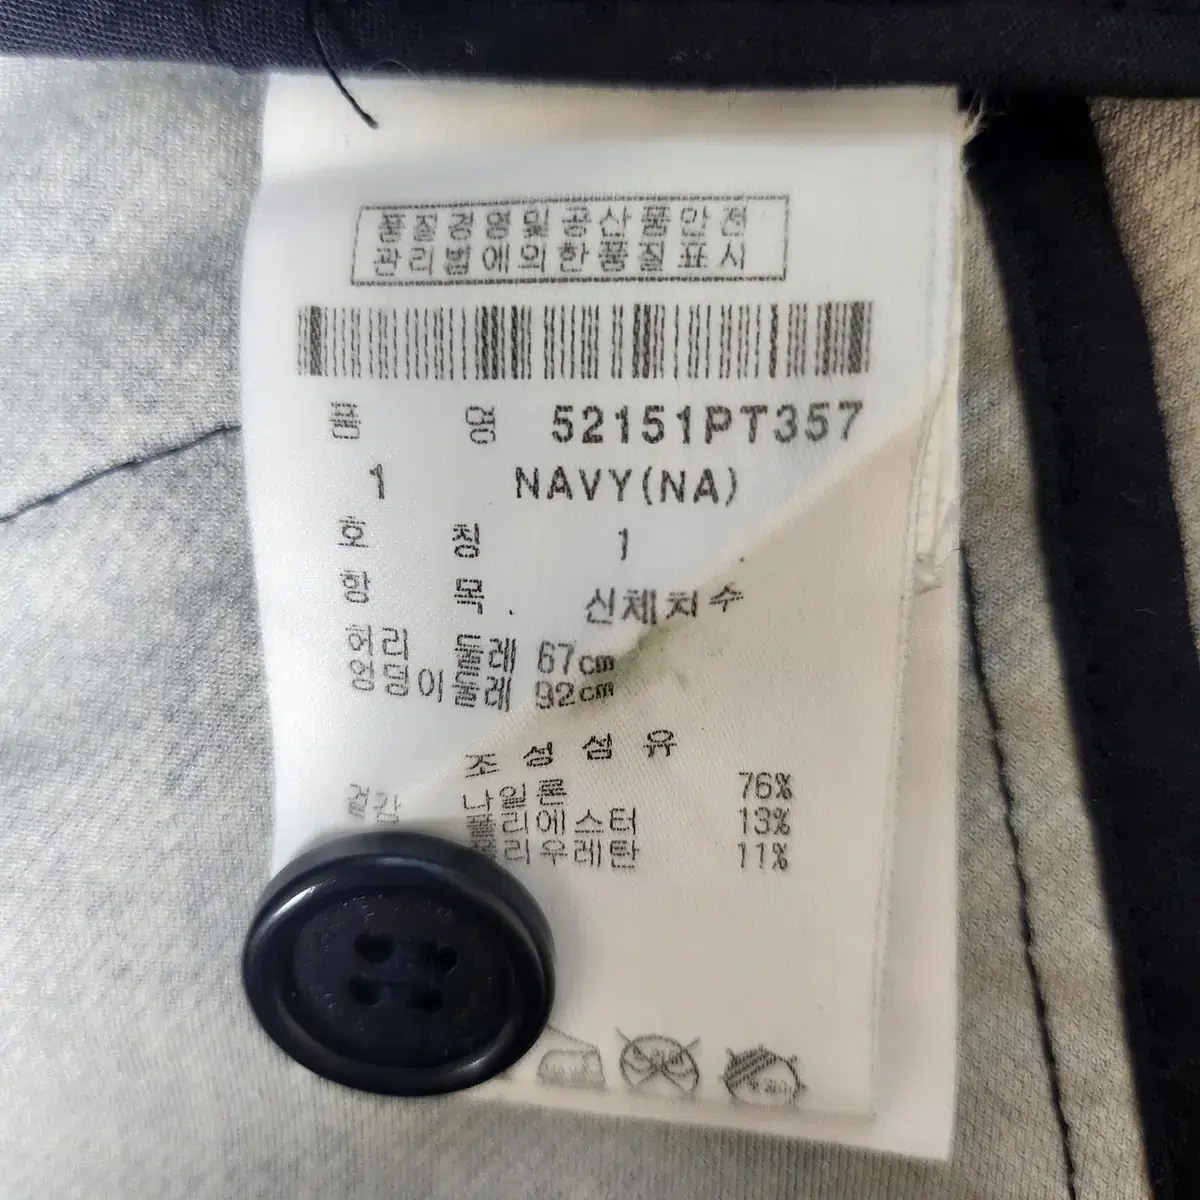 품질경영및공산품안전
관리법에의한품질표시
품 명 52151PT357
1 NAVY(NA)
호 칭 1
항 목 신체치수
허리 둘레 67cm
엉덩이둘레 92cm
조성섬유
겉감 나일론 76%
폴리에스터 13%
폴리우레탄 11%